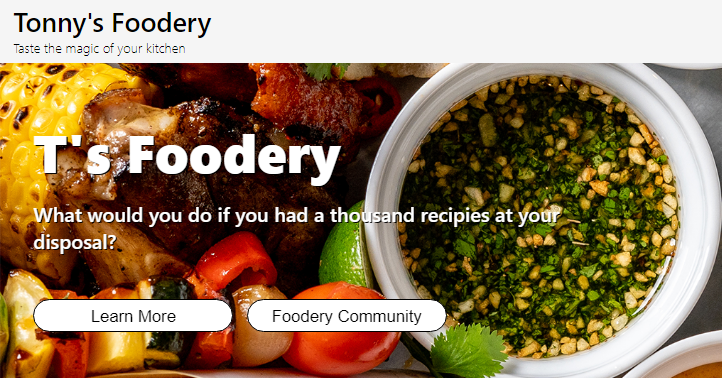 Tonny's Foodery
Taste the magic of your kitchen
T's Foodery
What would you do if you had a thousand recipies at your
disposal?
Learn More
Foodery Community